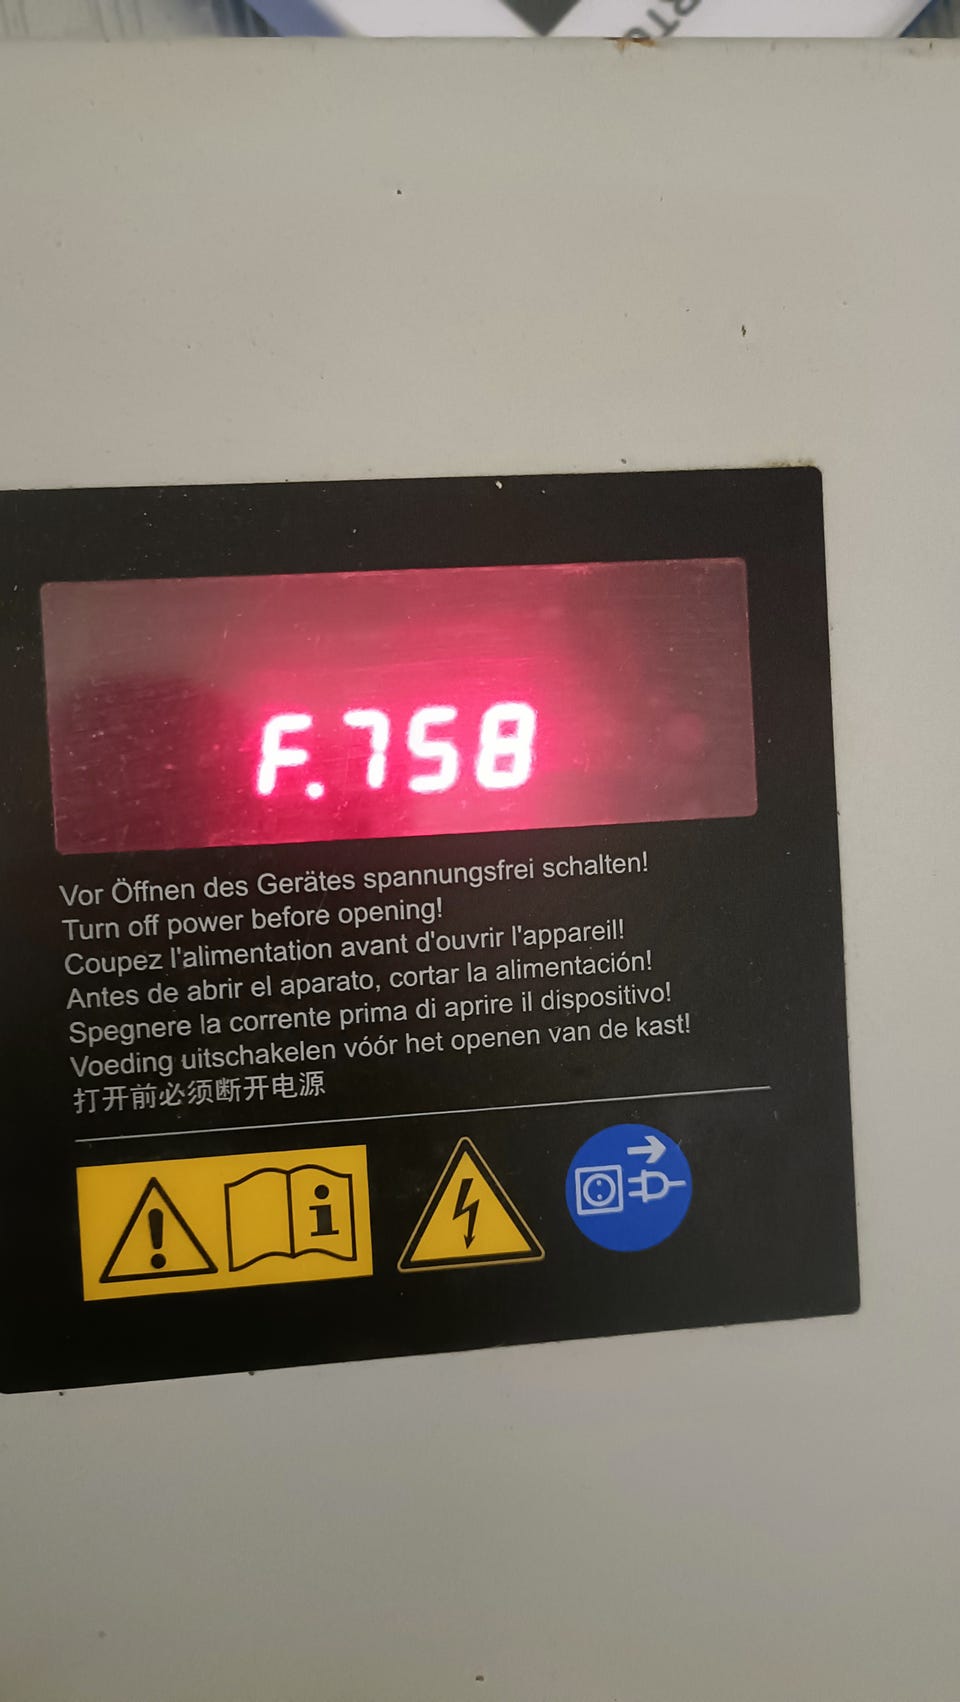 F.758
Vor Öffnen des Gerätes spannungsfrei schalten!
Turn off power before opening!
Coupez l'alimentation avant d'ouvrir l'appareil!
Antes de abrir el aparato, cortar la alimentación!
Spegnere la corrente prima di aprire il dispositivo!
Voeding uitschakelen vóór het openen van de kast!
打开前必须断开电源